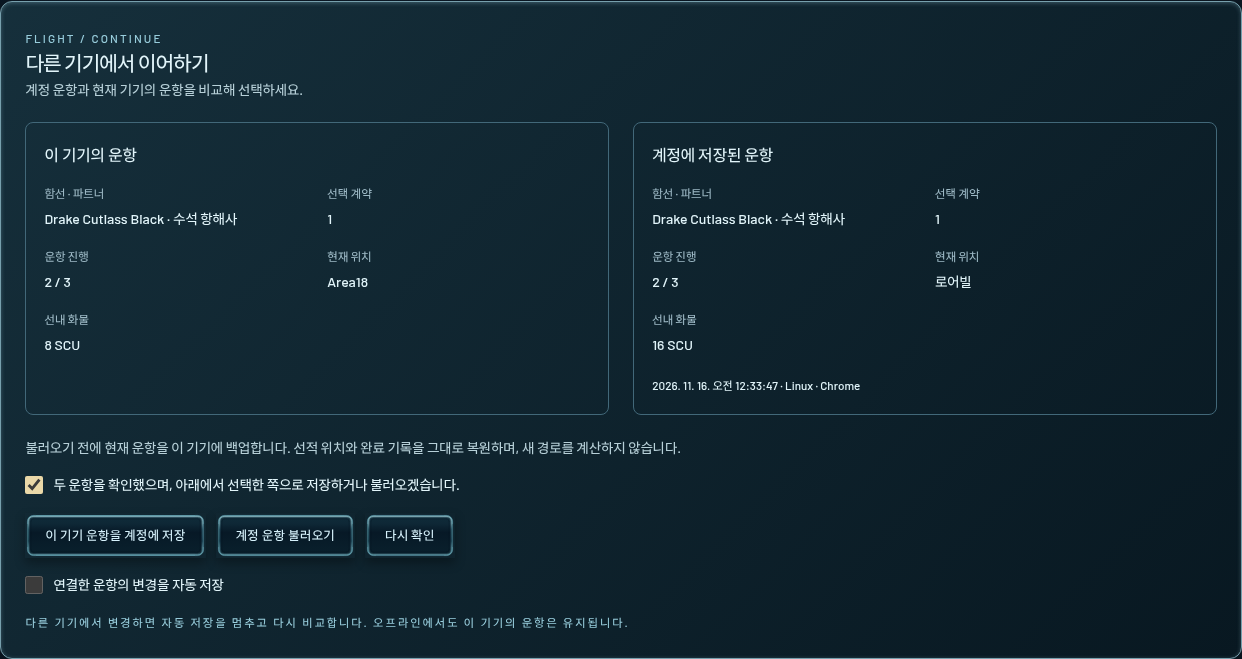 FLIGHT / CONTINUE
다른 기기에서 이어하기
계정 운항과 현재 기기의 운항을 비교해 선택하세요.
이 기기의 운항
함선 · 파트너
선택 계약
Drake Cutlass Black · 수석 항해사
1
운항 진행
현재 위치
2 / 3
Area18
선내 화물
8 SCU
계정에 저장된 운항
함선 · 파트너
선택 계약
Drake Cutlass Black · 수석 항해사
1
운항 진행
현재 위치
2 / 3
로어빌
선내 화물
16 SCU
2026. 11. 16. 오전 12:33:47 · Linux · Chrome
불러오기 전에 현재 운항을 이 기기에 백업합니다. 선적 위치와 완료 기록을 그대로 복원하며, 새 경로를 계산하지 않습니다.
두 운항을 확인했으며, 아래에서 선택한 쪽으로 저장하거나 불러오겠습니다.
이 기기 운항을 계정에 저장
계정 운항 불러오기
다시 확인
연결한 운항의 변경을 자동 저장
다른 기기에서 변경하면 자동 저장을 멈추고 다시 비교합니다. 오프라인에서도 이 기기의 운항은 유지됩니다.